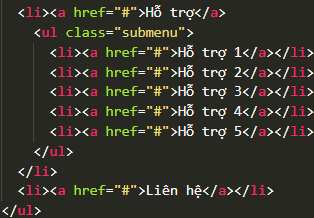 <li><a href="#">Hỗ trợ</a>
<ul class="submenu">
<li><a href="#">Hỗ trợ 1</a></li>
<li><a href="#">Hỗ trợ 2</a></li>
<li><a href="#">Hỗ trợ 3</a></li>
<li><a href="#">Hỗ trợ 4</a></li>
<li><a href="#">Hỗ trợ 5</a></li>
</ul>
</li>
<li><a href="#">Liên hệ</a></li>
</ul>